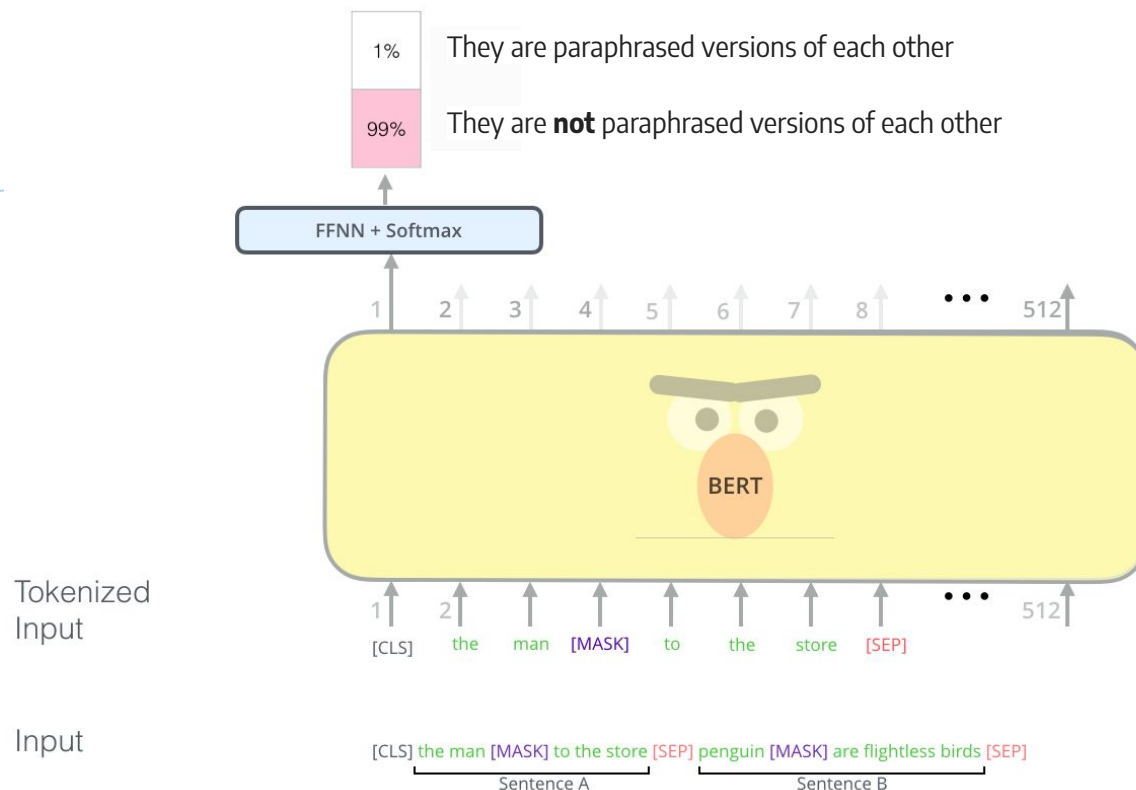 1% They are paraphrased versions of each other
99% They are not paraphrased versions of each other
FFNN + Softmax
1 2 3 4 5 6 7 8 ••• 512
BERT
Tokenized
Input
1 2 ••• 512
[CLS] the man [MASK] to the store [SEP]
Input
[CLS] the man [MASK] to the store [SEP] penguin [MASK] are flightless birds [SEP]
Sentence A Sentence B